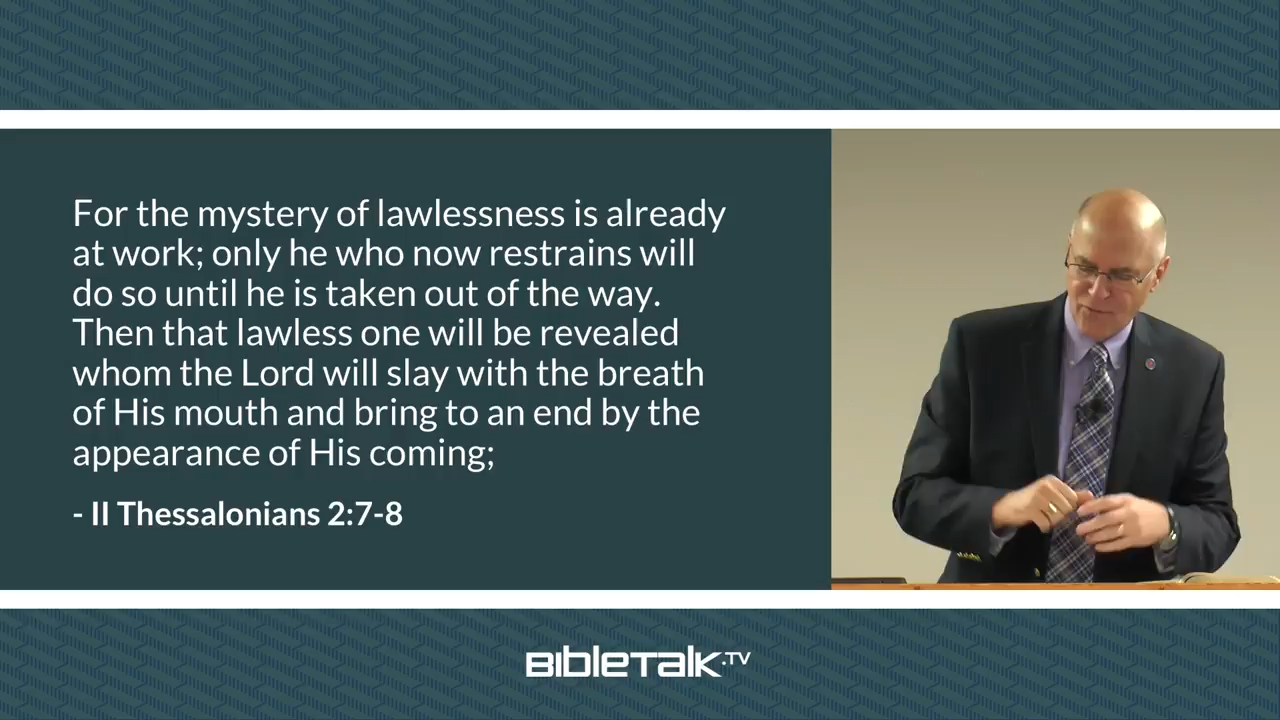 For the mystery of lawlessness is already
at work; only he who now restrains will
do so until he is taken out of the way.
Then that lawless one will be revealed
whom the Lord will slay with the breath
of His mouth and bring to an end by the
appearance of His coming;
- II Thessalonians 2:7-8
BibleTalk.TV